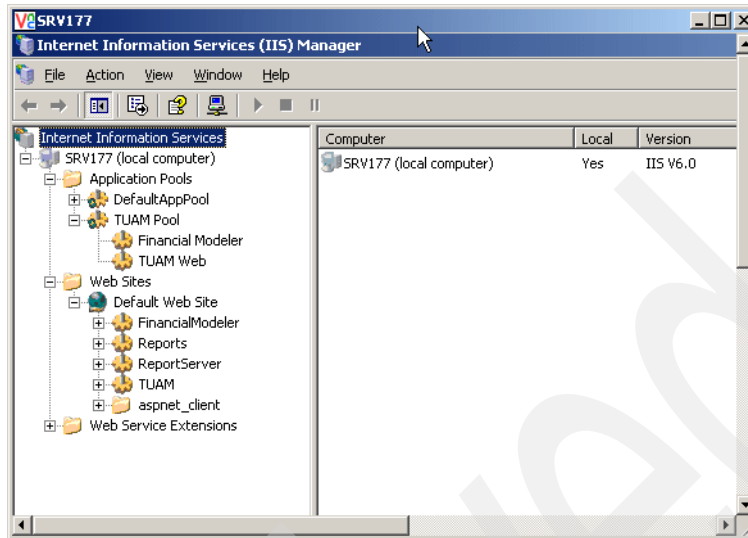 SRV177
Internet Information Services (IIS) Manager
File Action View Window Help
Internet Information Services
SRV177 (local computer)
Application Pools
DefaultAppPool
TUAM Pool
Financial Modeler
TUAM Web
Web Sites
Default Web Site
FinancialModeler
Reports
ReportServer
TUAM
aspnet_client
Web Service Extensions
Computer Local Version
SRV177 (local computer) Yes IIS V6.0